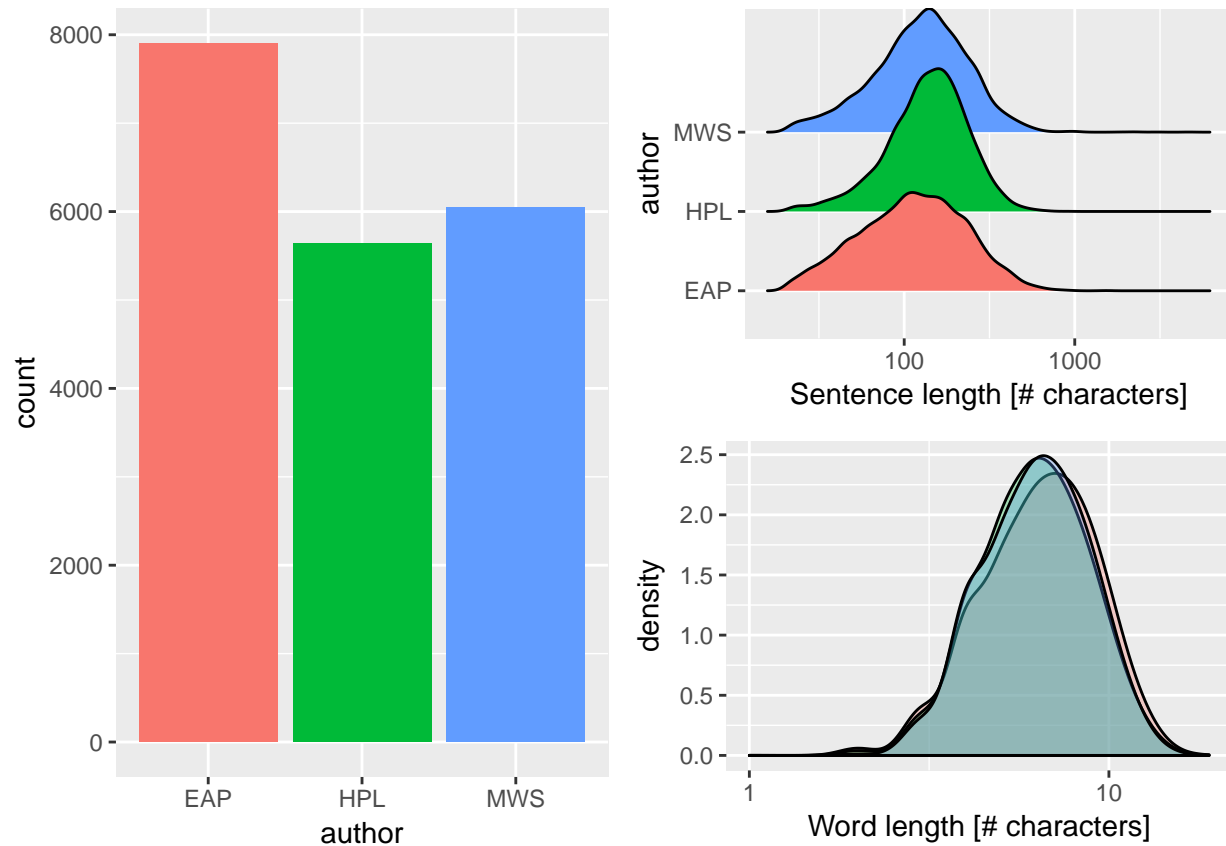 8000
6000
4000
2000
0
count
EAP
HPL
MWS
author
MWS
HPL
EAP
author
100
1000
Sentence length [# characters]
2.5
2.0
1.5
1.0
0.5
0.0
density
1
10
Word length [# characters]